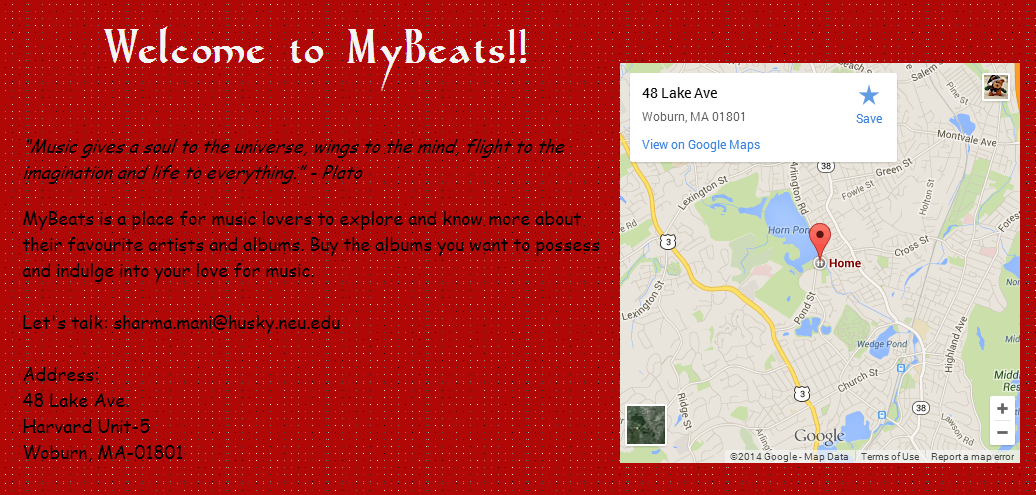 Welcome to MyBeats!!
"Music gives a soul to the universe, wings to the mind, flight to the
imagination and life to everything." - Plato
MyBeats is a place for music lovers to explore and know more about
their favourite artists and albums. Buy the albums you want to possess
and indulge into your love for music.
Let's talk: sharma.mani@husky.neu.edu
Address:
48 Lake Ave.
Harvard Unit-5
Woburn, MA-01801
48 Lake Ave
Woburn, MA 01801
View on Google Maps
Save
Salem St
Pine St
Montvale Ave
38
Arlington Rd
Green St
Fowle St
Lexington St
Holton St
Horn Pond
3
Cross St
Home
Lexington St
Pond St
Wedge Pond
Highland Ave
Church St
3
38
Ridge St
Lawson Rd
Google
+
−
©2014 Google - Map Data
Terms of Use
Report a map error